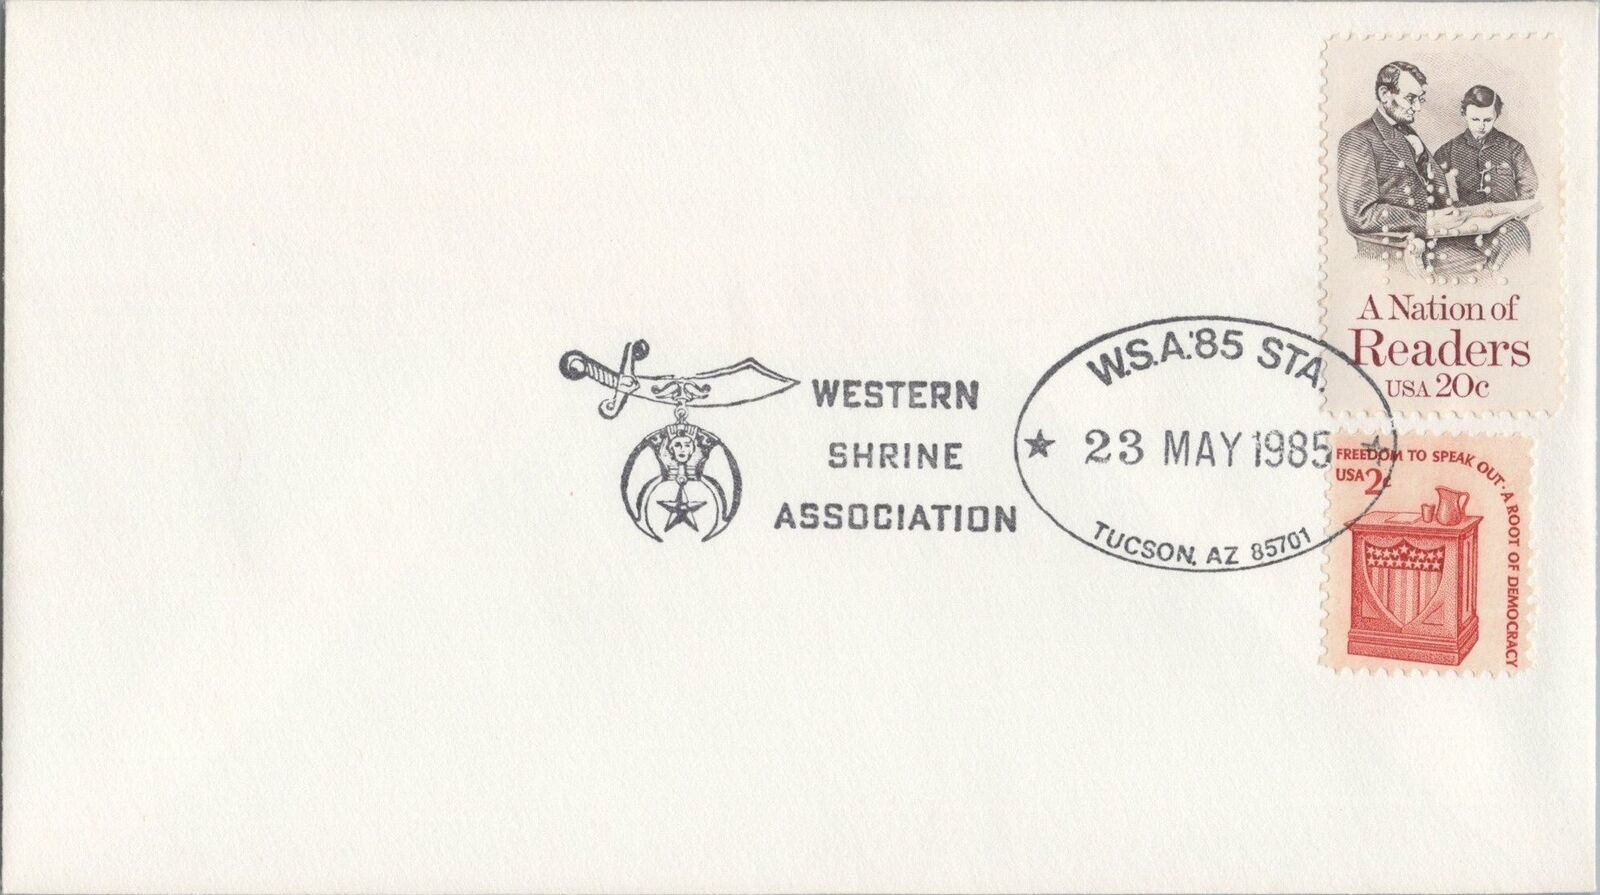 A Nation of
Readers
USA 20c
WESTERN
SHRINE
ASSOCIATION
W.S.A.'85 STA.
23 MAY 1985
TUCSON, AZ 85701
FREEDOM TO SPEAK OUT · A ROOT OF DEMOCRACY
USA 2c